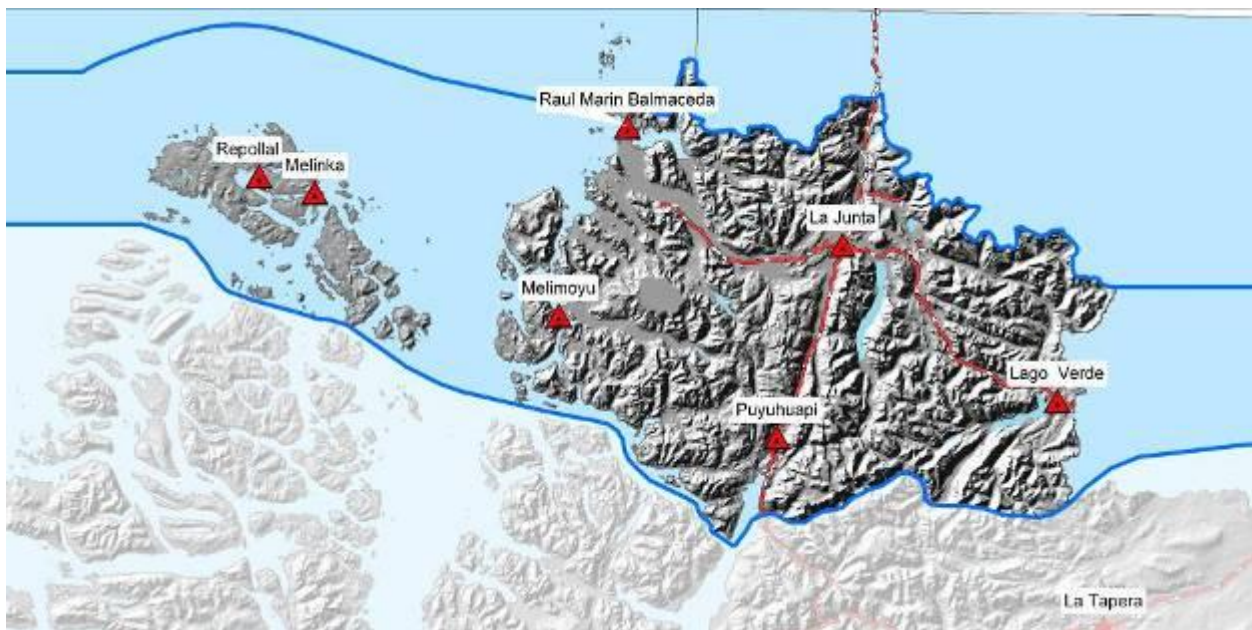 Raul Marin Balmaceda
Repollal
Melinka
La Junta
Melimoyu
Lago Verde
Puyuhuapi
La Tapera